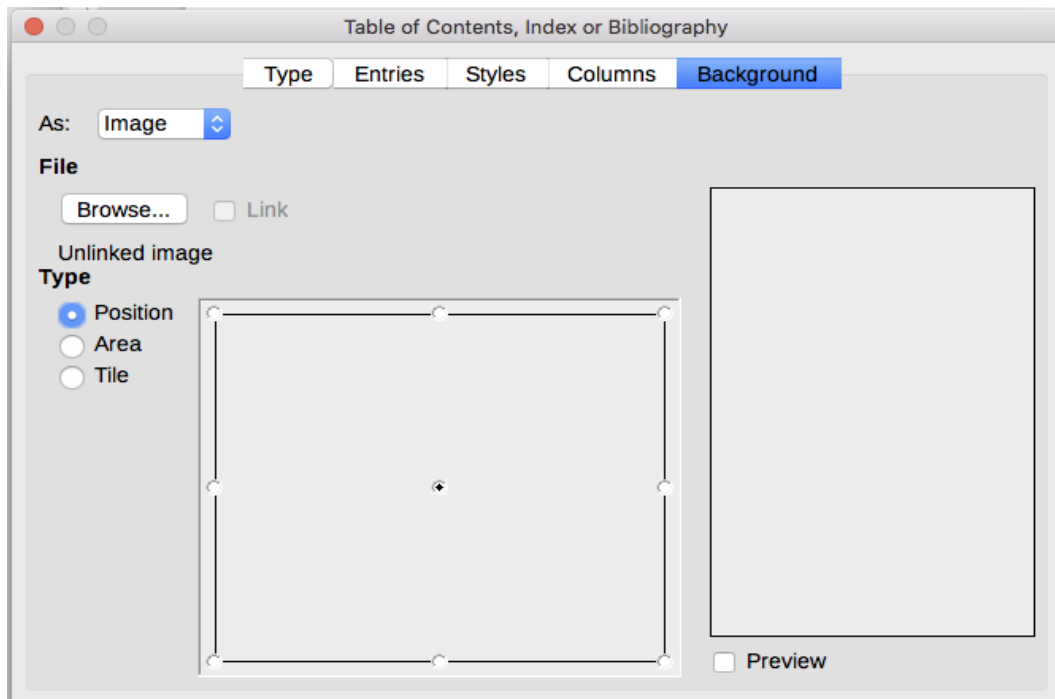 Table of Contents, Index or Bibliography
Type Entries Styles Columns Background
As: Image
File
Browse... Link
Unlinked image
Type
Position
Area
Tile
Preview